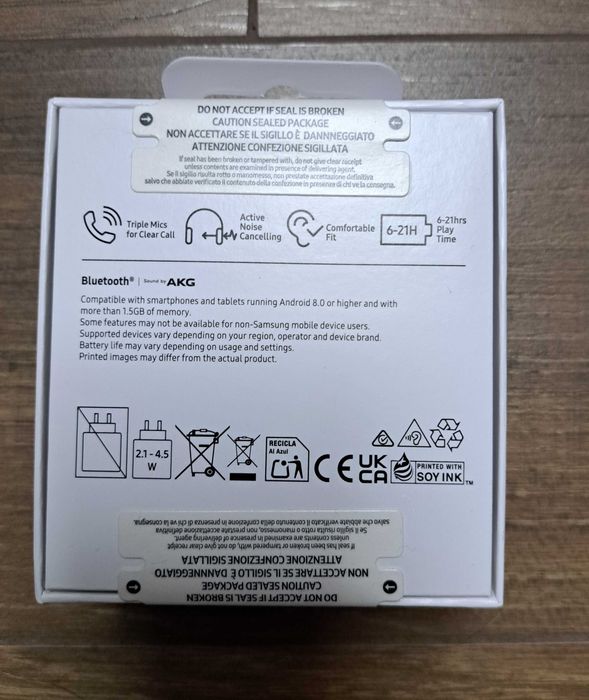 DO NOT ACCEPT IF SEAL IS BROKEN
CAUTION SEALED PACKAGE
NON ACCETTARE SE IL SIGILLO È DANNNEGGIATO
ATTENZIONE CONFEZIONE SIGILLATA
If seal has been broken or tampered with, do not give clear receipt
unless contents are examined in presence of delivering agent.
Se il sigillo risulta rotto o manomesso, non prestate accettazione definitiva
salvo che abbiate verificato il contenuto della confezione in presenza di chi ve la consegna.
Triple Mics
for Clear Call
Active
Noise
Cancelling
Comfortable
Fit
6-21H
6-21hrs
Play
Time
Bluetooth® | Sound by AKG
Compatible with smartphones and tablets running Android 8.0 or higher and with
more than 1.5GB of memory.
Some features may not be available for non-Samsung mobile device users.
Supported devices vary depending on your region, operator and device brand.
Battery life may vary depending on usage and settings.
Printed images may differ from the actual product.
2.1 - 4.5
W
RECICLA
Al Azul
CE
UK
CA
PRINTED WITH
SOY INK™
DO NOT ACCEPT IF SEAL IS BROKEN
CAUTION SEALED PACKAGE
NON ACCETTARE SE IL SIGILLO È DANNNEGGIATO
ATTENZIONE CONFEZIONE SIGILLATA
If seal has been broken or tampered with, do not give clear receipt
unless contents are examined in presence of delivering agent.
Se il sigillo risulta rotto o manomesso, non prestate accettazione definitiva
salvo che abbiate verificato il contenuto della confezione in presenza di chi ve la consegna